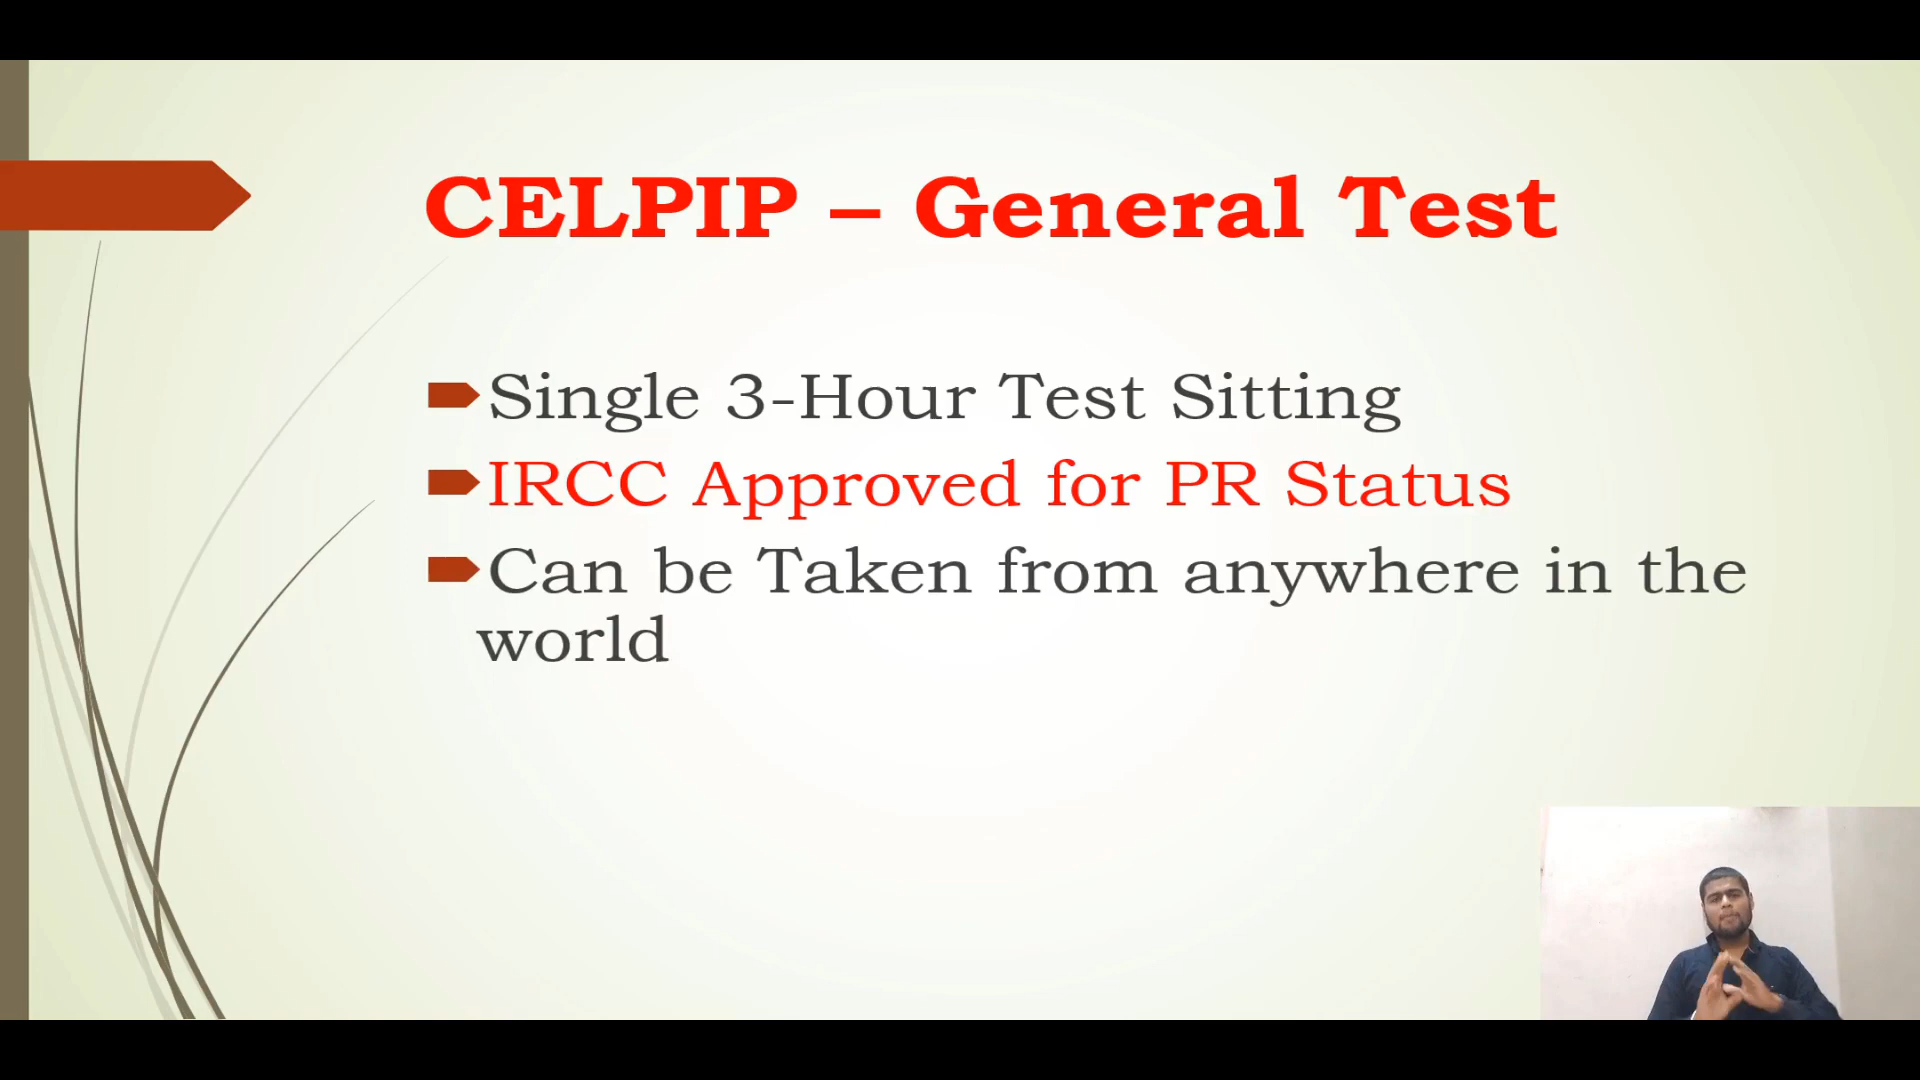 CELPIP – General Test
Single 3-Hour Test Sitting
IRCC Approved for PR Status
Can be Taken from anywhere in the
world